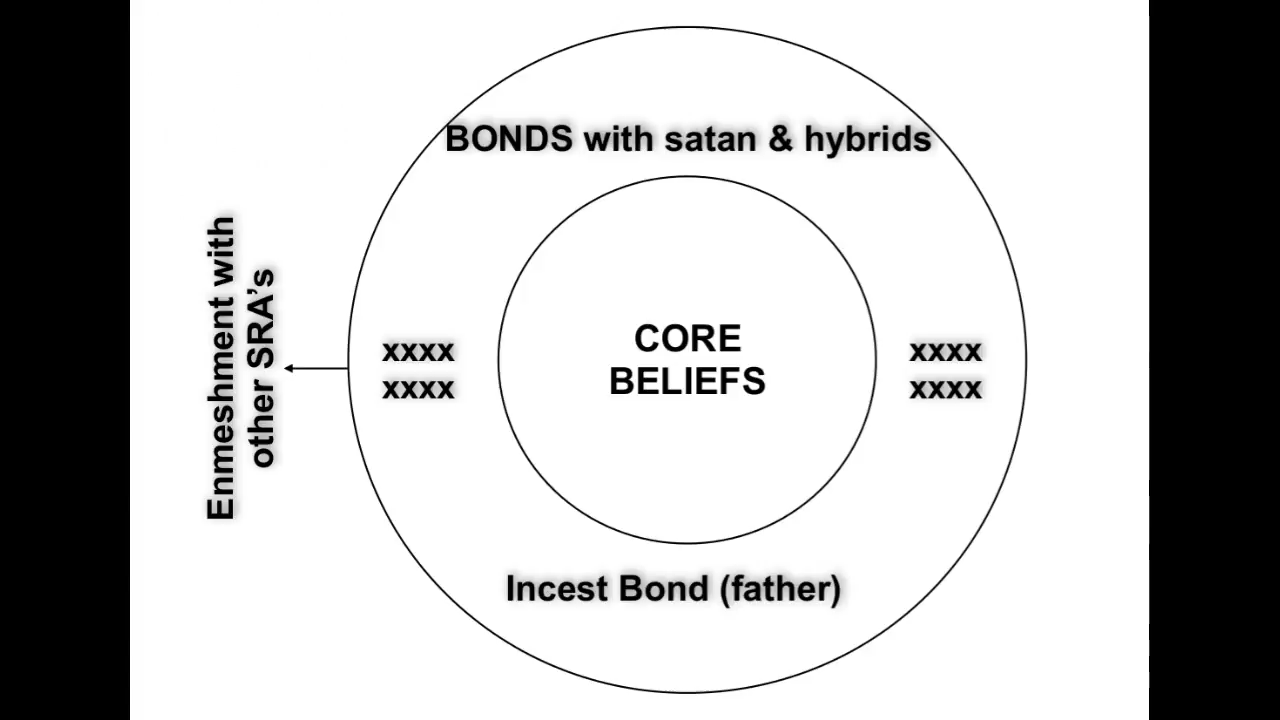 BONDS with satan & hybrids
Enmeshment with
other SRA’s
xxxx
xxxx
CORE
BELIEFS
xxxx
xxxx
Incest Bond (father)